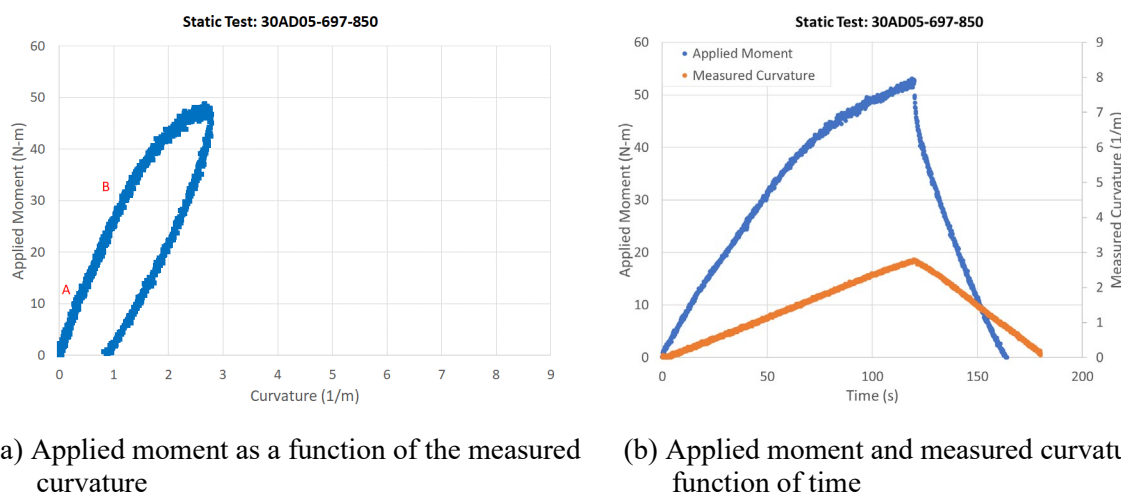 Static Test: 30AD05-697-850
60
50
40
30
20
10
0
Applied Moment (N-m)
B
A
0 1 2 3 4 5 6 7 8 9
Curvature (1/m)
Static Test: 30AD05-697-850
60
50
40
30
20
10
0
Applied Moment (N-m)
Applied Moment
Measured Curvature
9
8
7
6
5
4
3
2
1
0
Measured Curvature (1/m)
0 50 100 150 200
Time (s)
a) Applied moment as a function of the measured
curvature
(b) Applied moment and measured curvatu
function of time